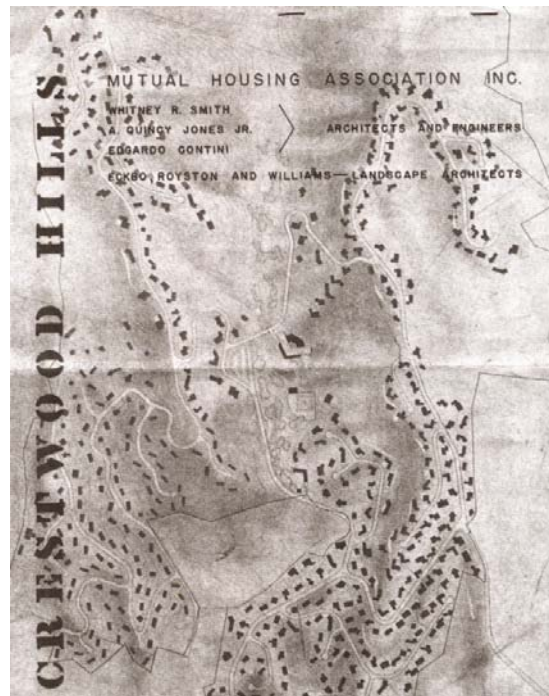 CRESTWOOD HILLS
MUTUAL HOUSING ASSOCIATION INC.
WHITNEY R. SMITH
A. QUINCY JONES JR.
EDGARDO CONTINI
ARCHITECTS AND ENGINEERS
ECKBO, ROYSTON AND WILLIAMS—LANDSCAPE ARCHITECTS